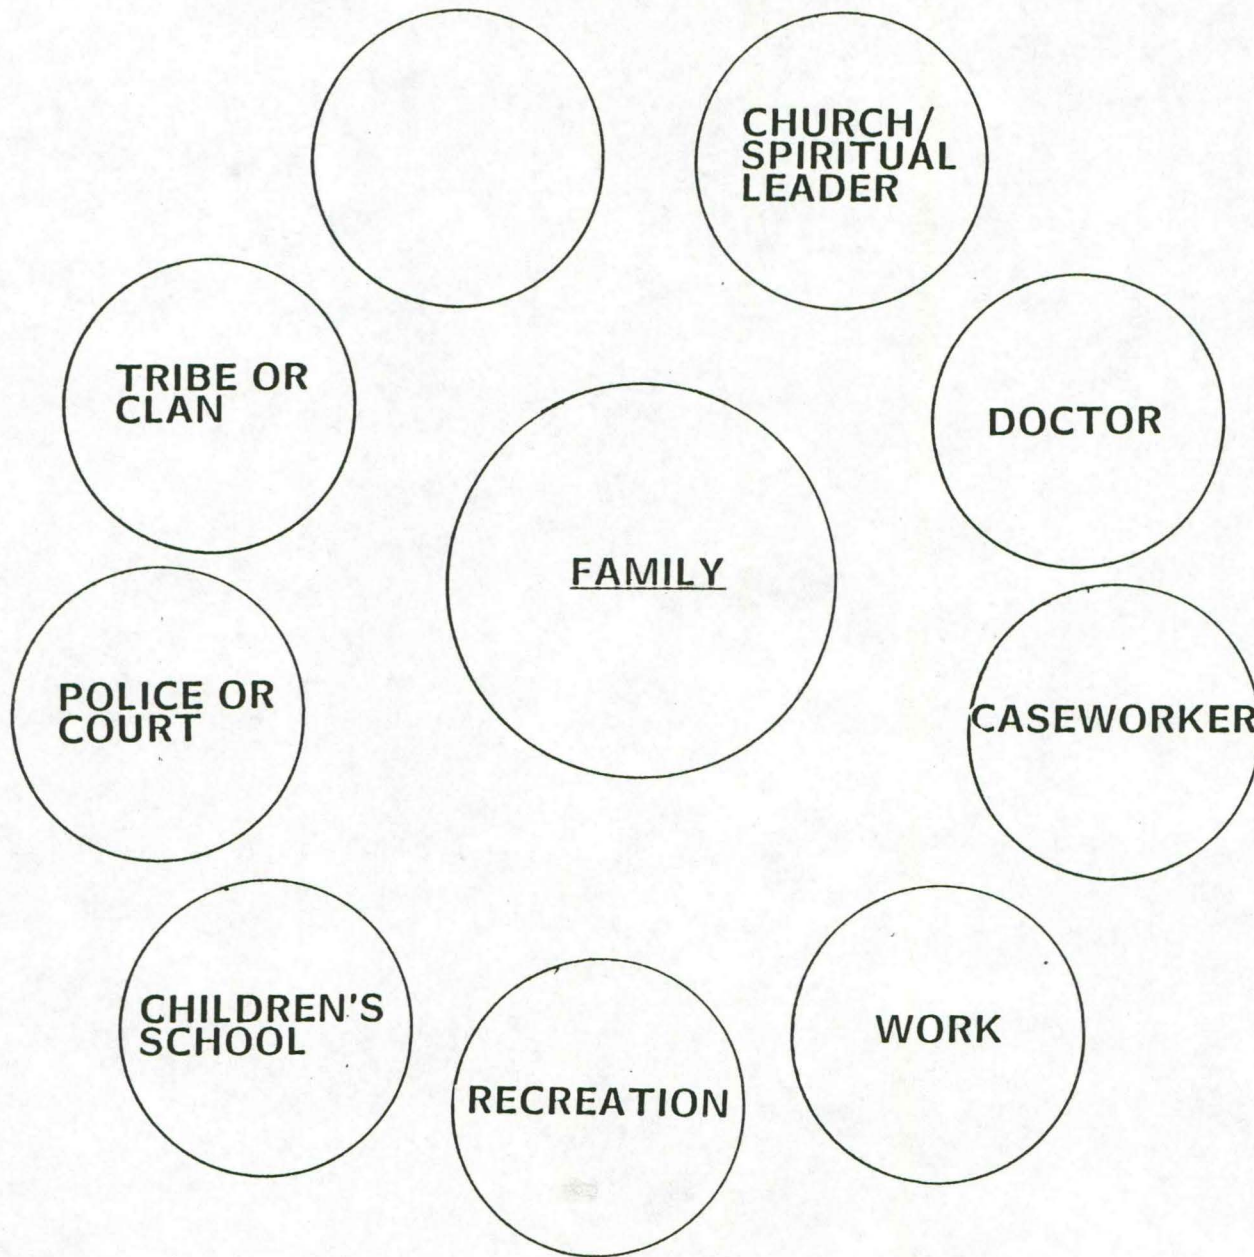 CHURCH/
SPIRITUAL
LEADER
TRIBE OR
CLAN
DOCTOR
FAMILY
POLICE OR
COURT
CASEWORKER
CHILDREN'S
SCHOOL
WORK
RECREATION